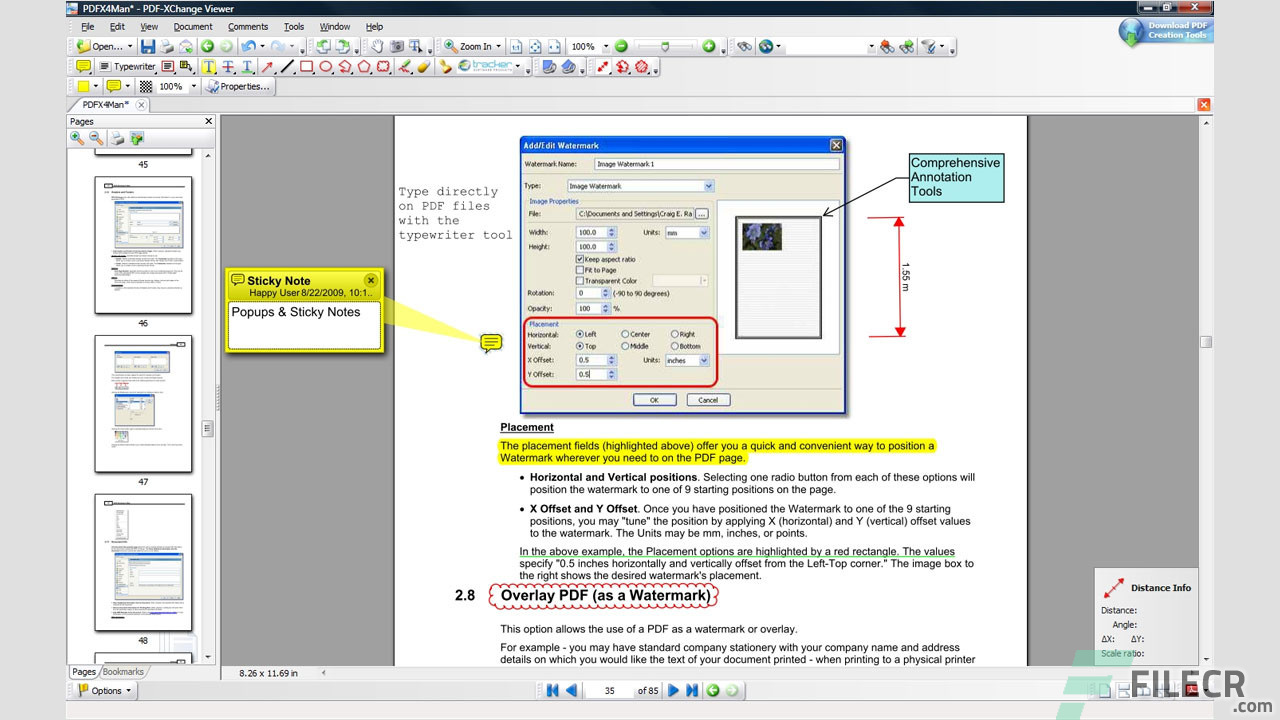 PDFX4Man* - PDF-XChange Viewer
File Edit View Document Comments Tools Window Help
Download PDF
Creation Tools
Open... Zoom In 100%
Typewriter tracker
SOFTWARE PRODUCTS
100% Properties...
PDFX4Man*
Pages
45
46
47
48
Pages Bookmarks
Options
Type directly
on PDF files
with the
typewriter tool
Sticky Note
Happy User 8/22/2009, 10:1..
Popups & Sticky Notes
Add/Edit Watermark
Watermark Name: Image Watermark 1
Type: Image Watermark
Image Properties
File: C:\Documents and Settings\Craig E. Ra ...
Width: 100.0 Units: mm
Height: 100.0
Keep aspect ratio
Fit to Page
Transparent Color
Rotation: 0 (-90 to 90 degrees)
Opacity: 100 %
Placement
Horizontal: Left Center Right
Vertical: Top Middle Bottom
X Offset: 0.5 Units: inches
Y Offset: 0.5
OK Cancel
Comprehensive
Annotation
Tools
1.55 m
Placement
The placement fields (highlighted above) offer you a quick and convenient way to position a
Watermark wherever you need to on the PDF page.
• Horizontal and Vertical positions. Selecting one radio button from each of these options will
position the watermark to one of 9 starting positions on the page.
• X Offset and Y Offset. Once you have positioned the Watermark to one of the 9 starting
positions, you may "tune" the position by applying X (horizontal) and Y (vertical) offset values
to the watermark. The Units may be mm, inches, or points.
In the above example, the Placement options are highlighted by a red rectangle. The values
specify "0.5 inches horizontally and vertically offset from the Left-Top corner." The image box to
the right shows the desired watermark's placement.
2.8 Overlay PDF (as a Watermark)
This option allows the use of a PDF as a watermark or overlay.
For example - you may have standard company stationery with your company name and address
details on which you would like the text of your document printed - when printing to a physical printer
Distance Info
Distance:
Angle:
ΔX: ΔY:
Scale ratio:
8.26 x 11.69 in
35 of 85
FILECR
.com